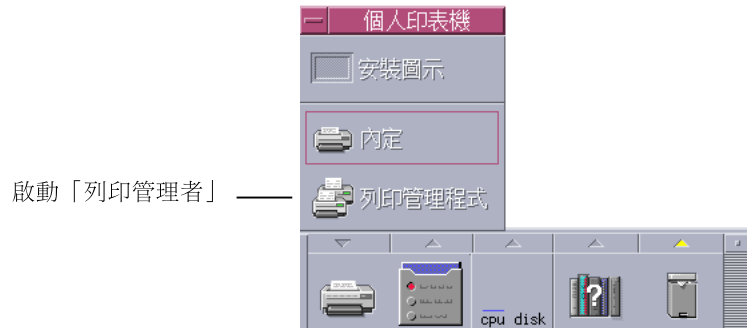 個人印表機
安裝圖示
內定
啟動「列印管理者」
列印管理程式
?
cpu disk